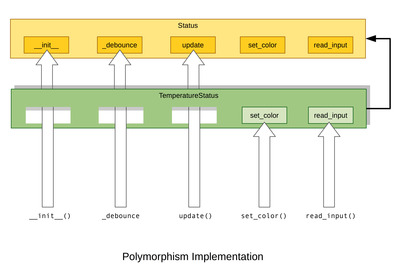 Status
__init__ _debounce update set_color read_input
TemperatureStatus
set_color read_input
__init__() _debounce update() set_color() read_input()
Polymorphism Implementation